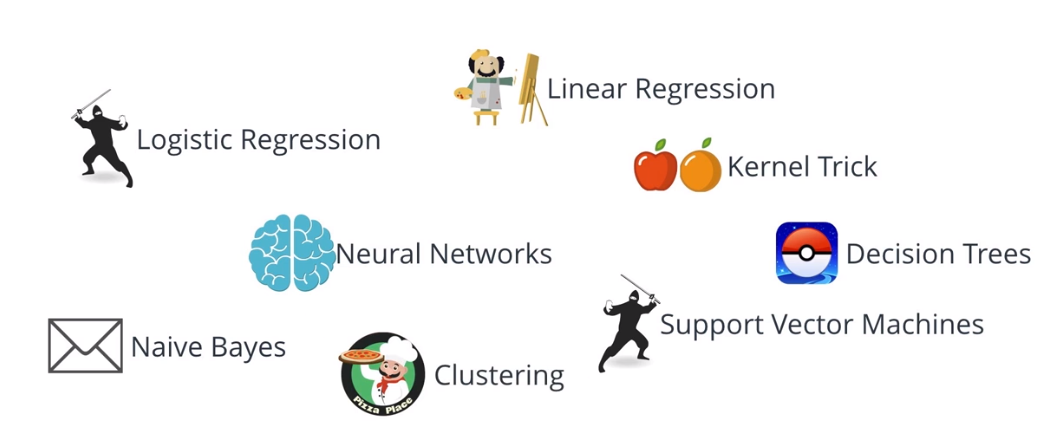 Linear Regression
Logistic Regression
Kernel Trick
Neural Networks
Decision Trees
Support Vector Machines
Naive Bayes
Clustering
Pizza Place